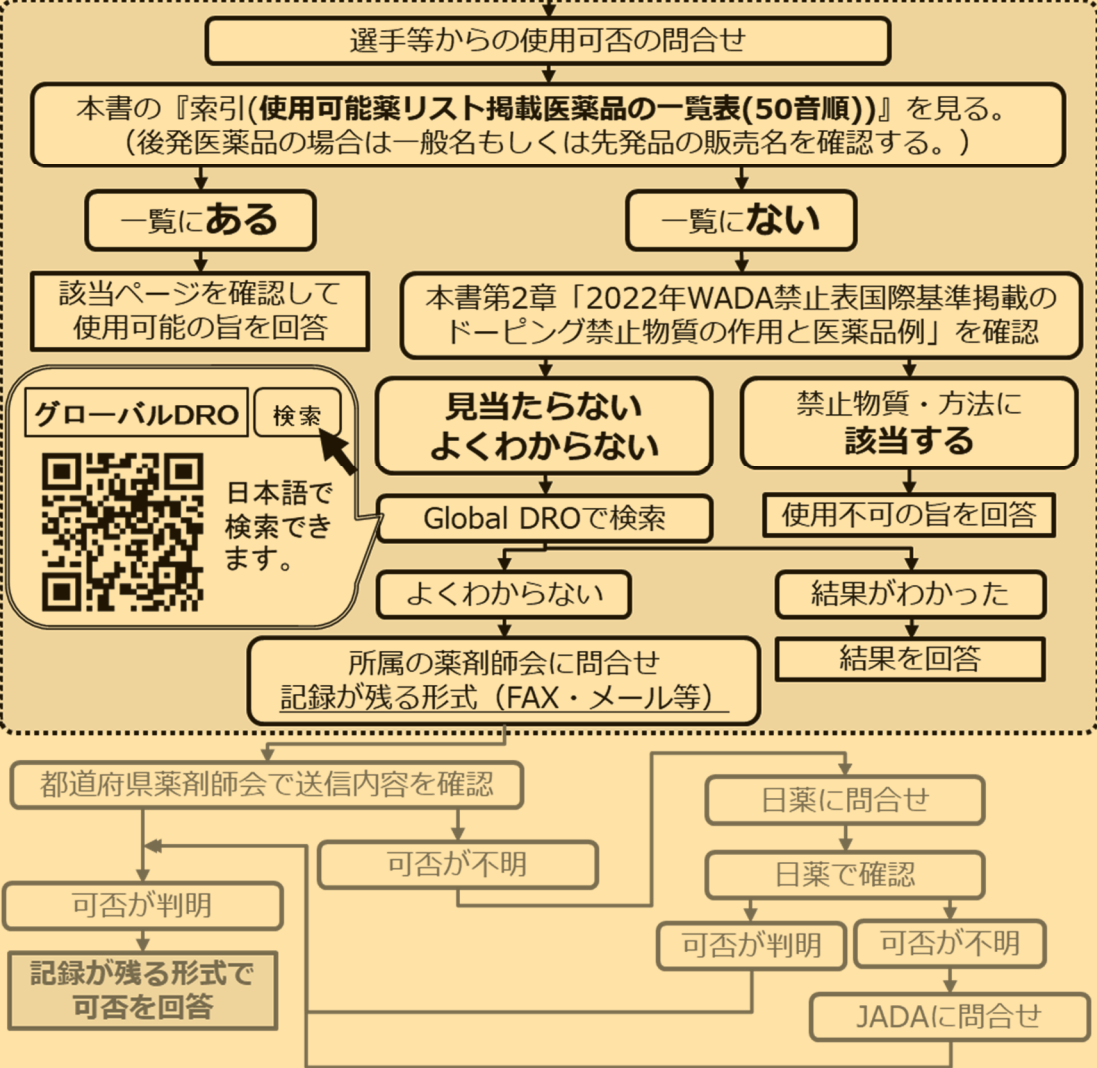 選手等からの使用可否の問合せ
本書の『索引(使用可能薬リスト掲載医薬品の一覧表(50音順))』を見る。
(後発医薬品の場合は一般名もしくは先発品の販売名を確認する。)
一覧にある
一覧にない
該当ページを確認して
使用可能の旨を回答
本書第2章「2022年WADA禁止表国際基準掲載の
ドーピング禁止物質の作用と医薬品例」を確認
グローバルDRO
検索
日本語で
検索でき
ます。
見当たらない
よくわからない
禁止物質・方法に
該当する
Global DROで検索
使用不可の旨を回答
よくわからない
結果がわかった
所属の薬剤師会に問合せ
記録が残る形式(FAX・メール等)
結果を回答
都道府県薬剤師会で送信内容を確認
可否が不明
可否が判明
記録が残る形式で
可否を回答
日薬に問合せ
日薬で確認
可否が判明
可否が不明
JADAに問合せ